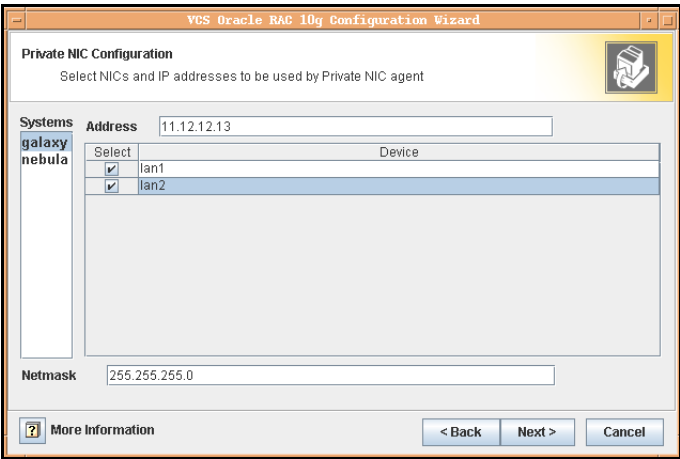 VCS Oracle RAC 10g Configuration Wizard
Private NIC Configuration
Select NICs and IP addresses to be used by Private NIC agent
Systems
galaxy
nebula
Address 11.12.12.13
Select Device
lan1
lan2
Netmask 255.255.255.0
? More Information < Back Next > Cancel